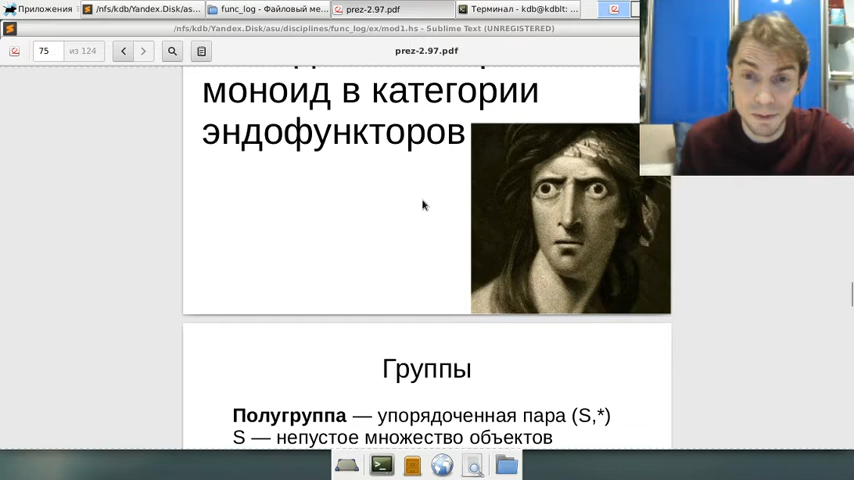 Приложения
/nfs/kdb/Yandex.Disk/as...
func_log - Файловый ме...
prez-2.97.pdf
Терминал - kdb@kdblt: ...
/nfs/kdb/Yandex.Disk/asu/disciplines/func_log/ex/mod1.hs - Sublime Text (UNREGISTERED)
75
из 124
prez-2.97.pdf
моноид в категории
эндофункторов
Группы
Полугруппа — упорядоченная пара (S,*)
S — непустое множество объектов